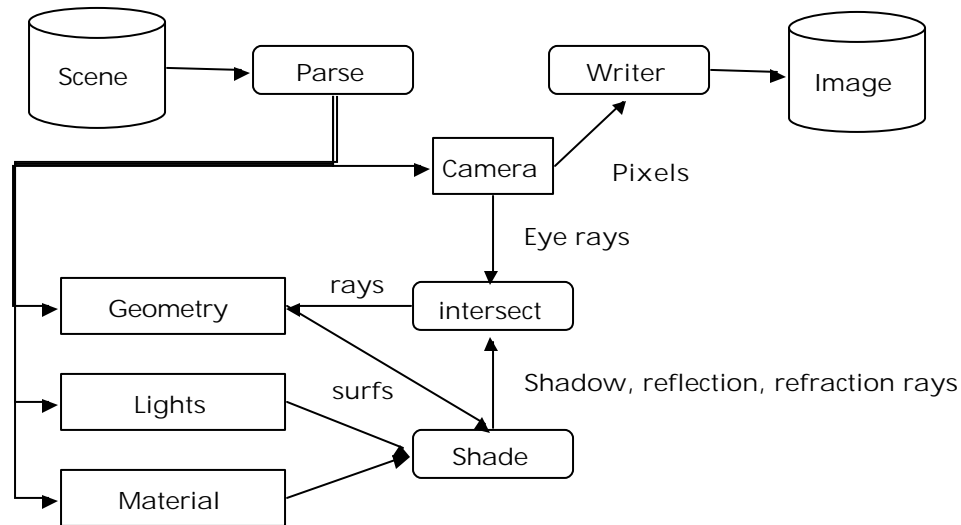 Scene
Parse
Writer
Image
Camera
Pixels
Eye rays
rays
Geometry
intersect
surfs
Shadow, reflection, refraction rays
Lights
Shade
Material